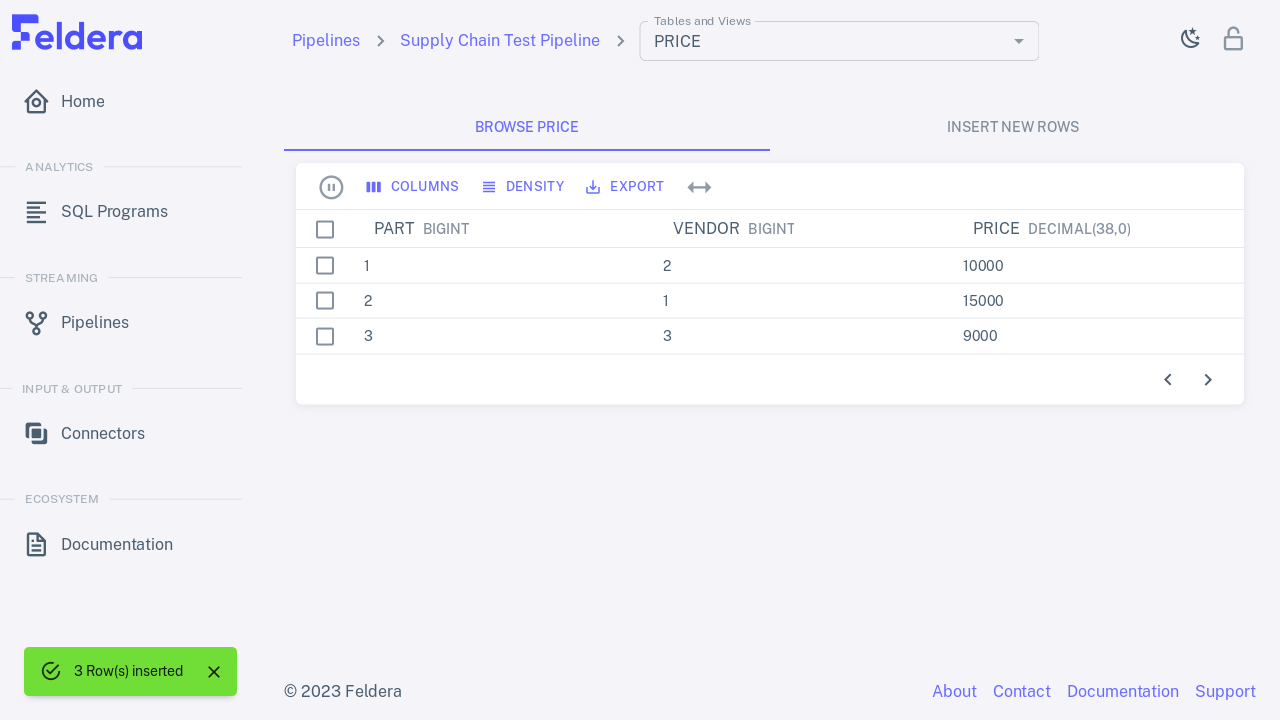 Feldera
Pipelines
Supply Chain Test Pipeline
Tables and Views
PRICE
Home
ANALYTICS
SQL Programs
STREAMING
Pipelines
INPUT & OUTPUT
Connectors
ECOSYSTEM
Documentation
BROWSE PRICE
INSERT NEW ROWS
COLUMNS DENSITY EXPORT
PART BIGINT VENDOR BIGINT PRICE DECIMAL(38,0)
1 2 10000
2 1 15000
3 3 9000
3 Row(s) inserted
© 2023 Feldera
About Contact Documentation Support